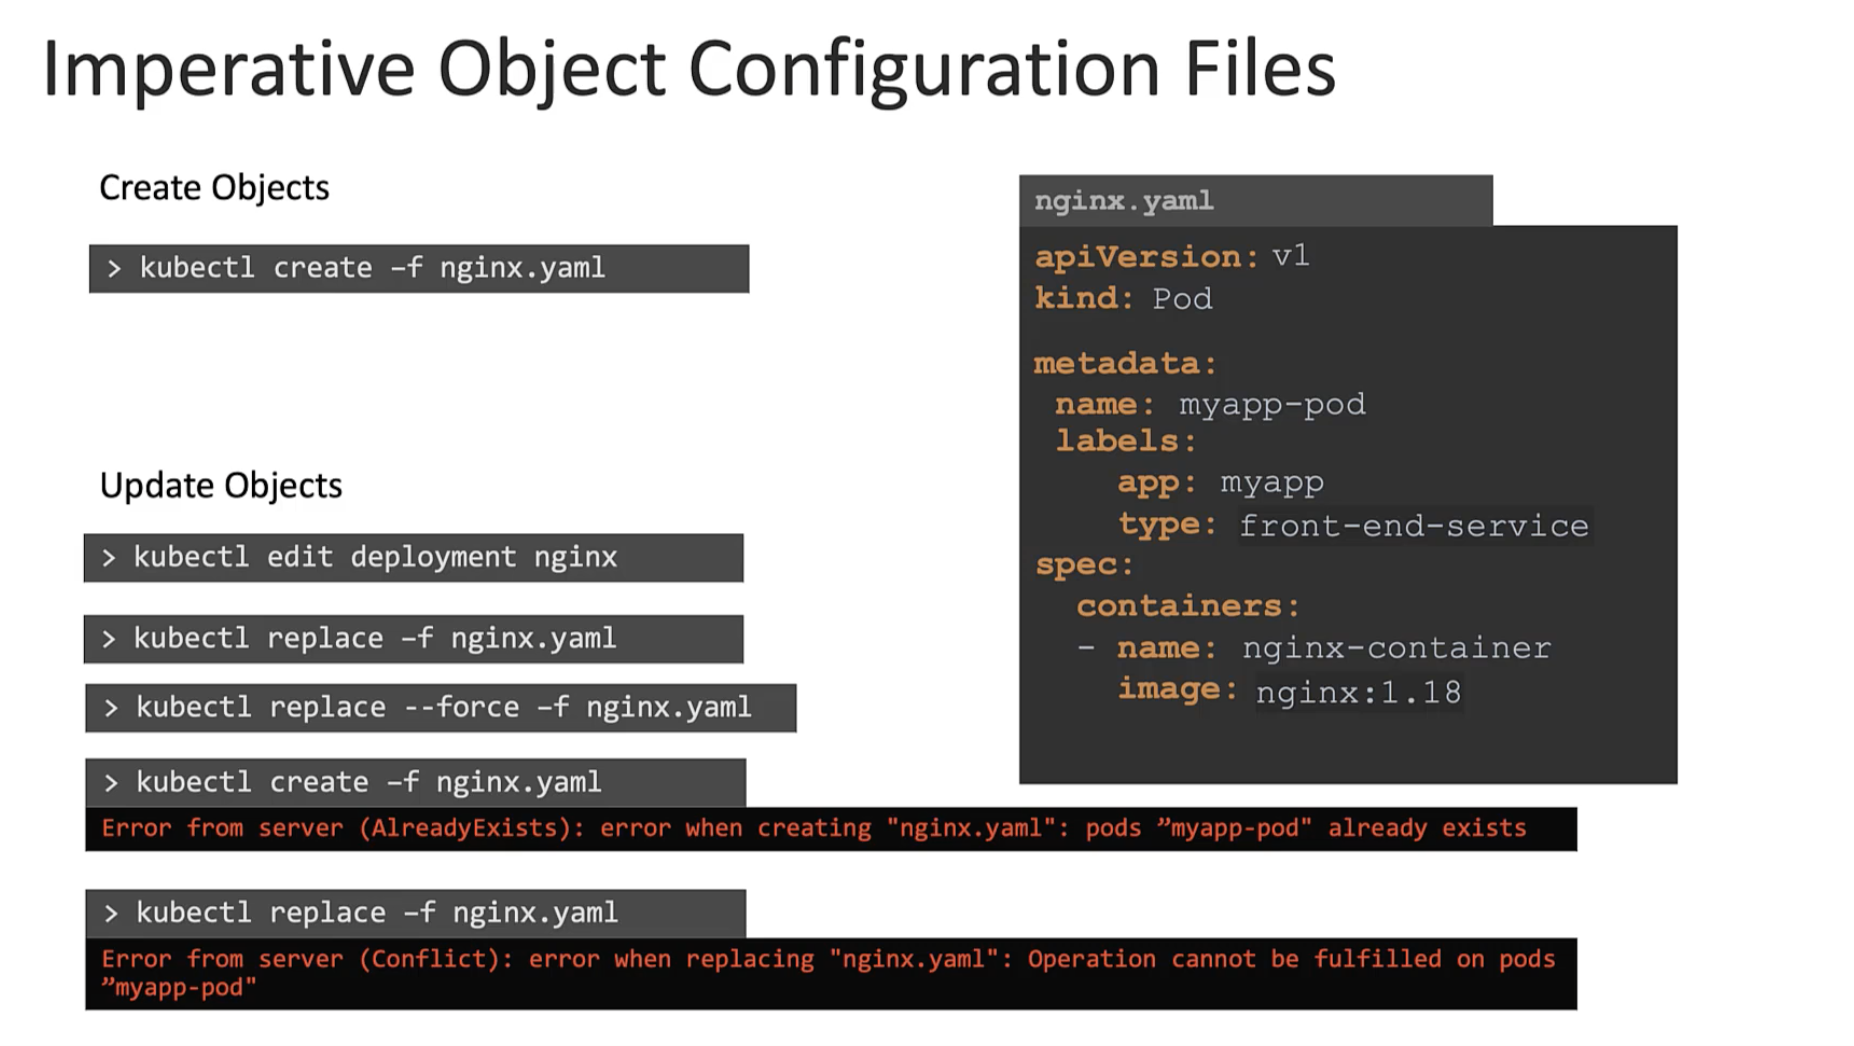 Imperative Object Configuration Files
Create Objects
> kubectl create –f nginx.yaml
Update Objects
> kubectl edit deployment nginx
> kubectl replace –f nginx.yaml
> kubectl replace --force –f nginx.yaml
> kubectl create –f nginx.yaml
Error from server (AlreadyExists): error when creating "nginx.yaml": pods ”myapp-pod" already exists
> kubectl replace –f nginx.yaml
Error from server (Conflict): error when replacing "nginx.yaml": Operation cannot be fulfilled on pods
”myapp-pod"
nginx.yaml
apiVersion: v1
kind: Pod
metadata:
name: myapp-pod
labels:
app: myapp
type: front-end-service
spec:
containers:
- name: nginx-container
image: nginx:1.18